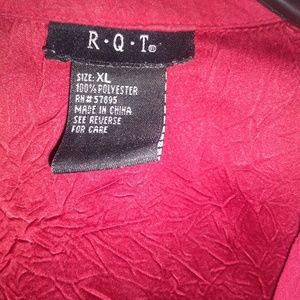 R·Q·T®
SIZE: XL
100% POLYESTER
RN# 57895
MADE IN CHINA
SEE REVERSE
FOR CARE